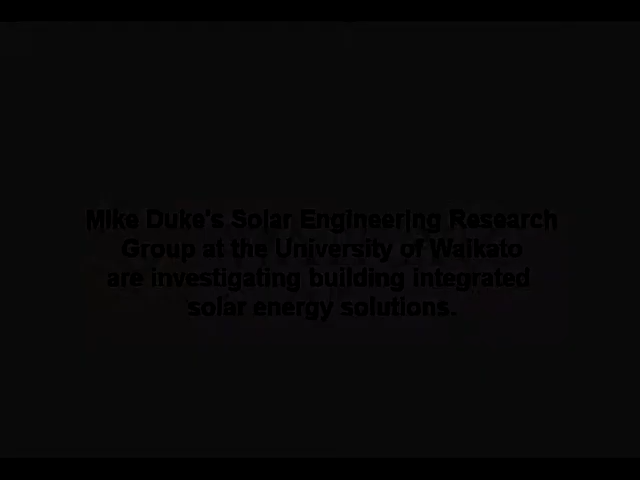 Mike Duke's Solar Engineering Research
Group at the University of Waikato
are investigating building integrated
solar energy solutions.